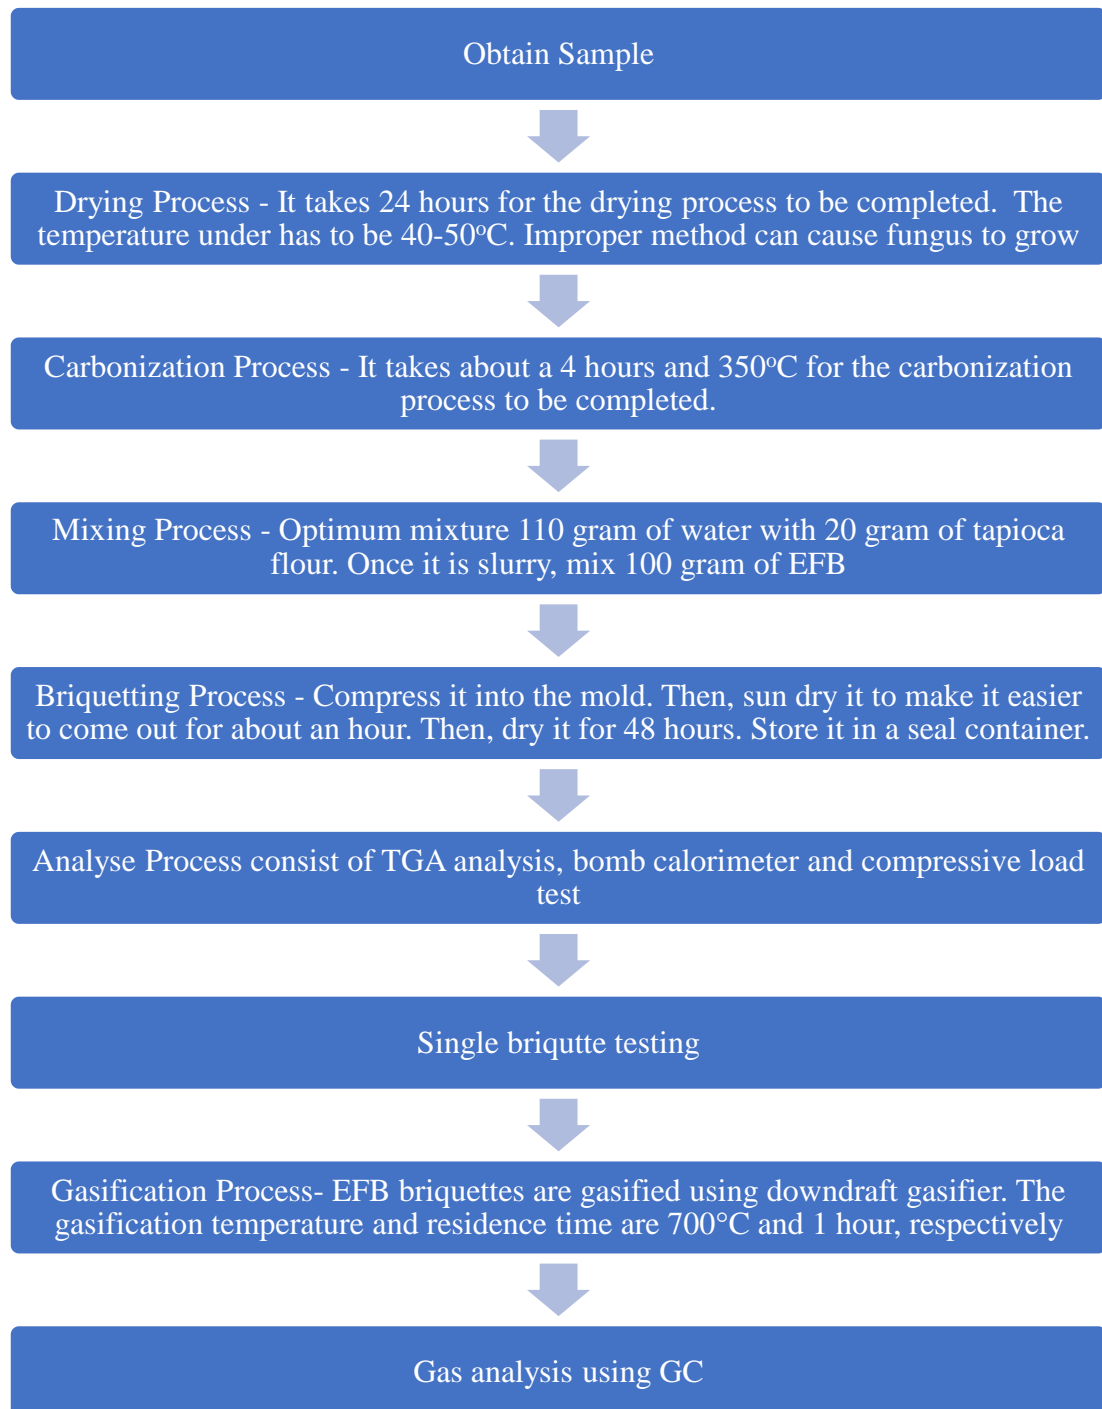 Obtain Sample
Drying Process - It takes 24 hours for the drying process to be completed.  The
temperature under has to be 40-50ºC. Improper method can cause fungus to grow
Carbonization Process - It takes about a 4 hours and 350ºC for the carbonization
process to be completed.
Mixing Process - Optimum mixture 110 gram of water with 20 gram of tapioca
flour. Once it is slurry, mix 100 gram of EFB
Briquetting Process - Compress it into the mold. Then, sun dry it to make it easier
to come out for about an hour. Then, dry it for 48 hours. Store it in a seal container.
Analyse Process consist of TGA analysis, bomb calorimeter and compressive load
test
Single briqutte testing
Gasification Process- EFB briquettes are gasified using downdraft gasifier. The
gasification temperature and residence time are 700°C and 1 hour, respectively
Gas analysis using GC